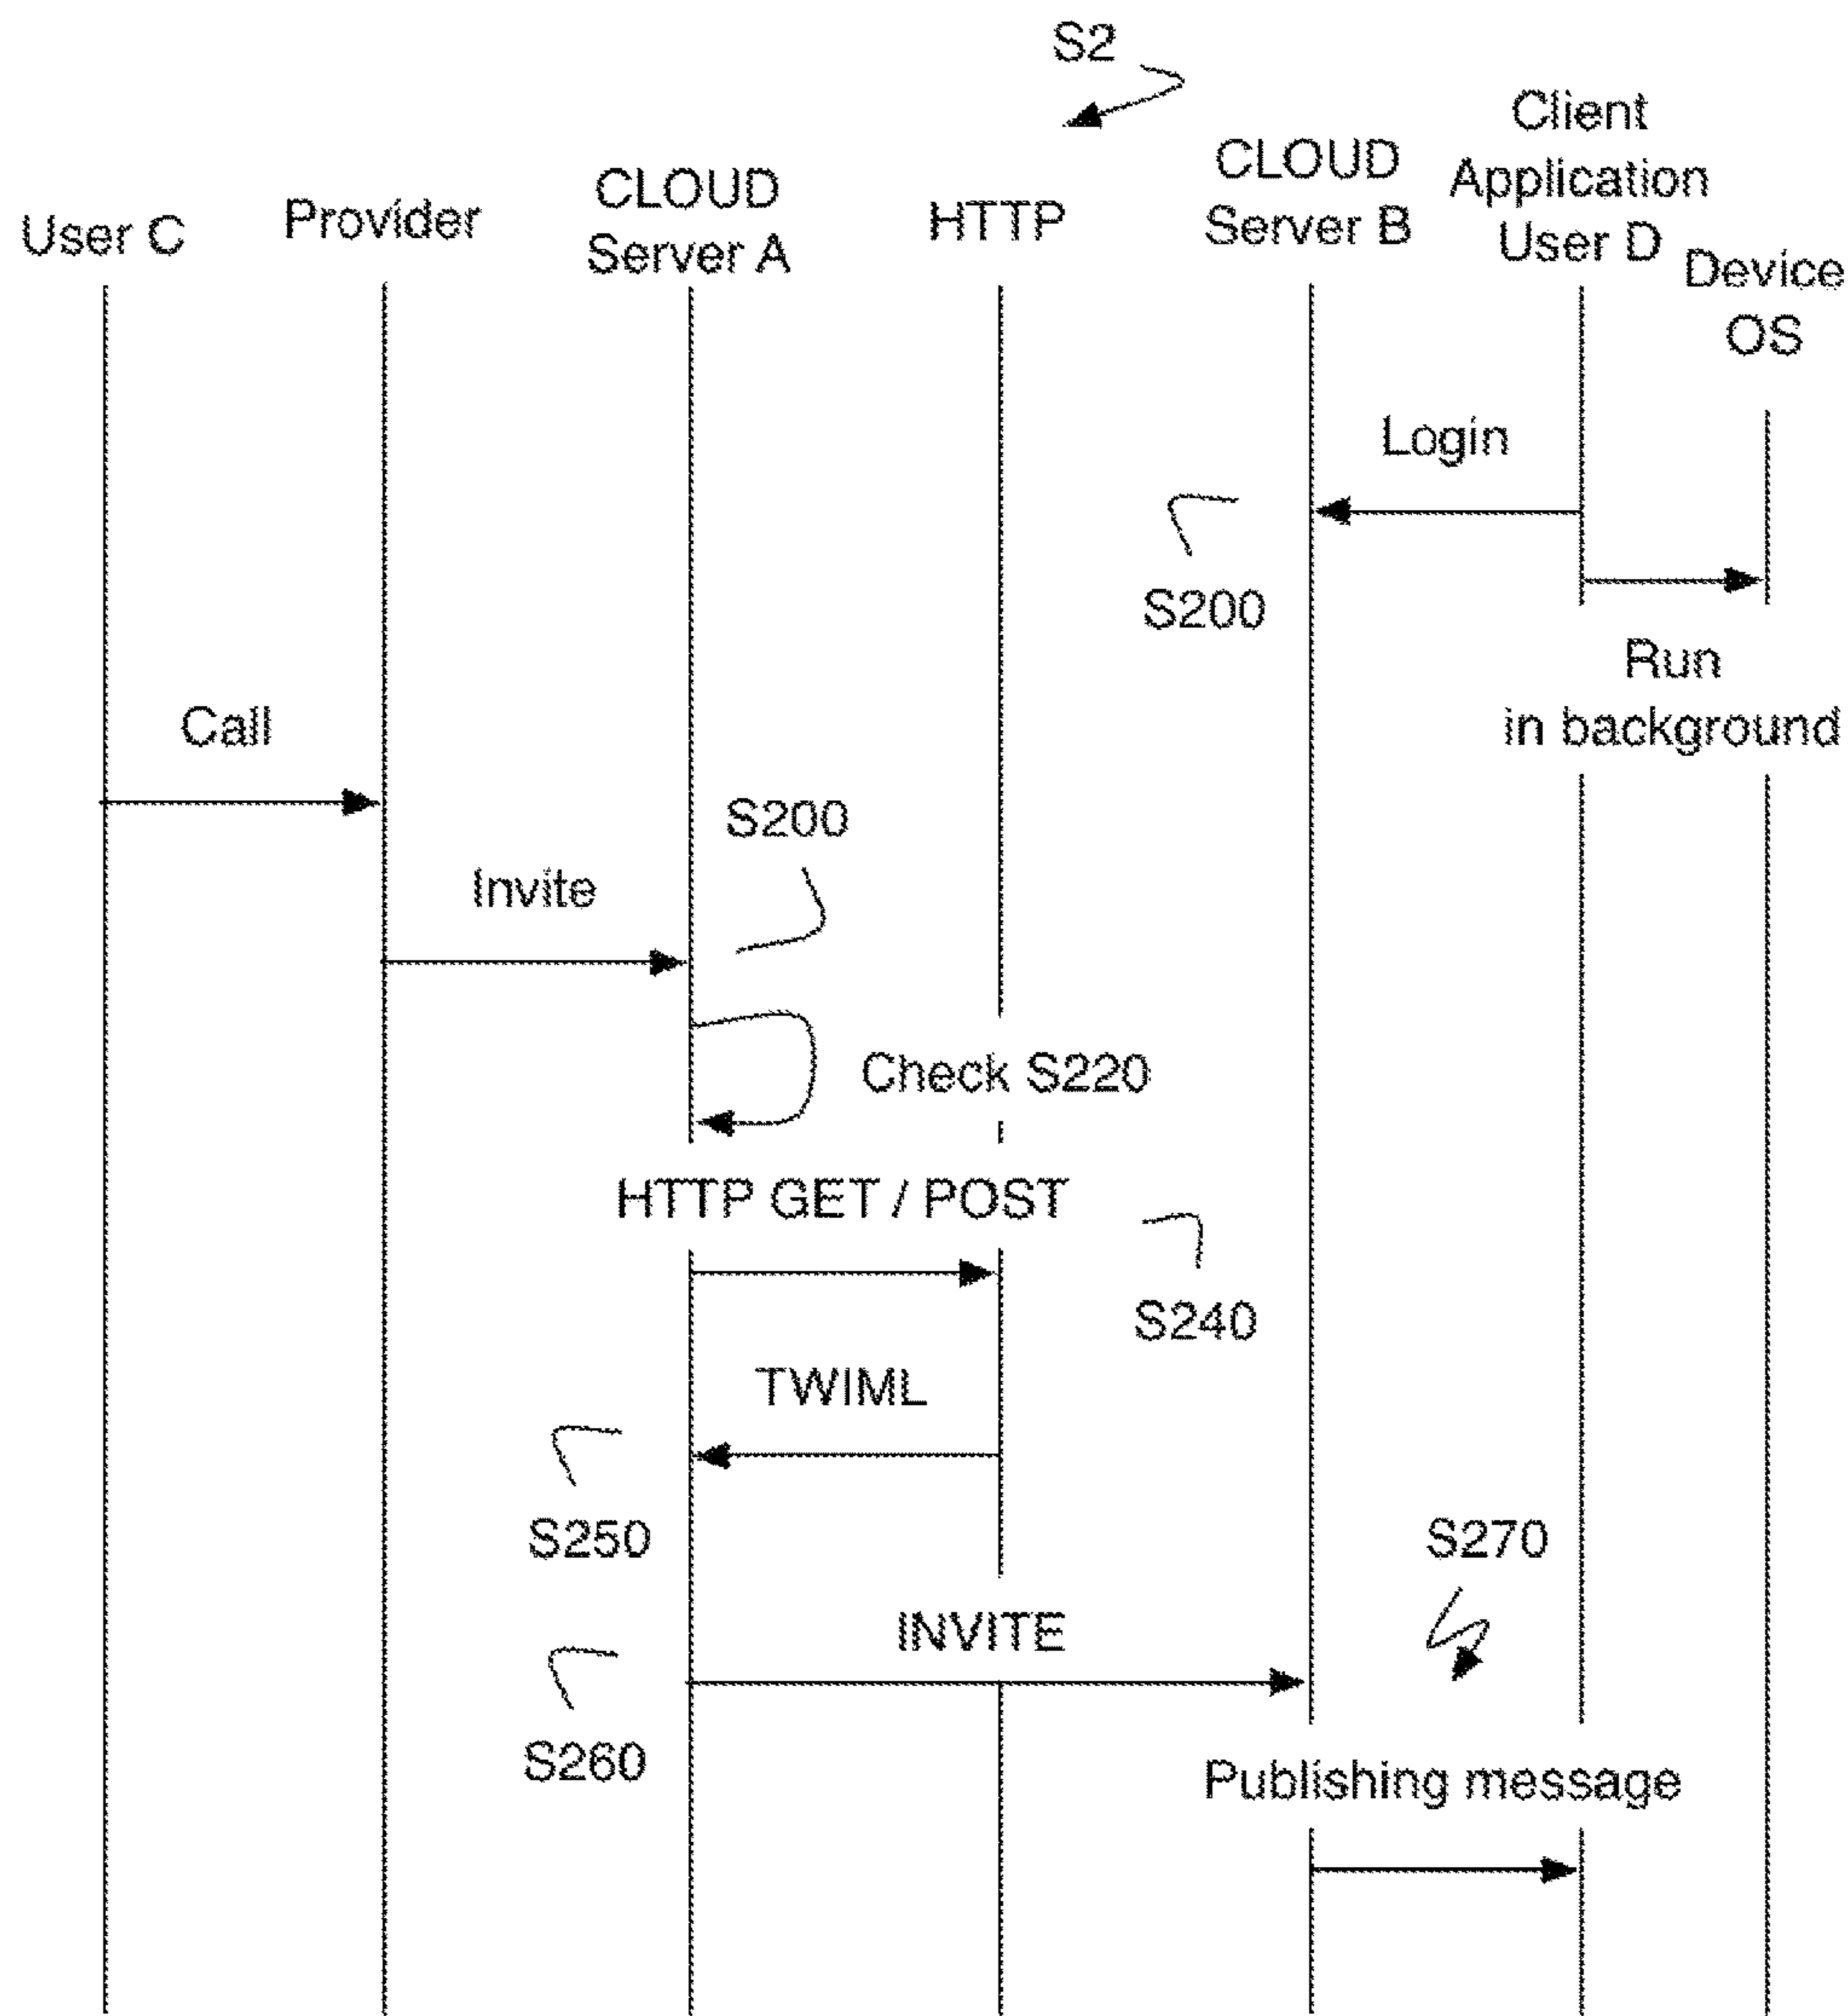 S2
User C
Provider
CLOUD
Server A
HTTP
CLOUD
Server B
Client
Application
User D
Device
OS
Login
S200
Run
in background
Call
S200
Invite
Check S220
HTTP GET / POST
S240
TWIML
S250
S270
INVITE
S260
Publishing message